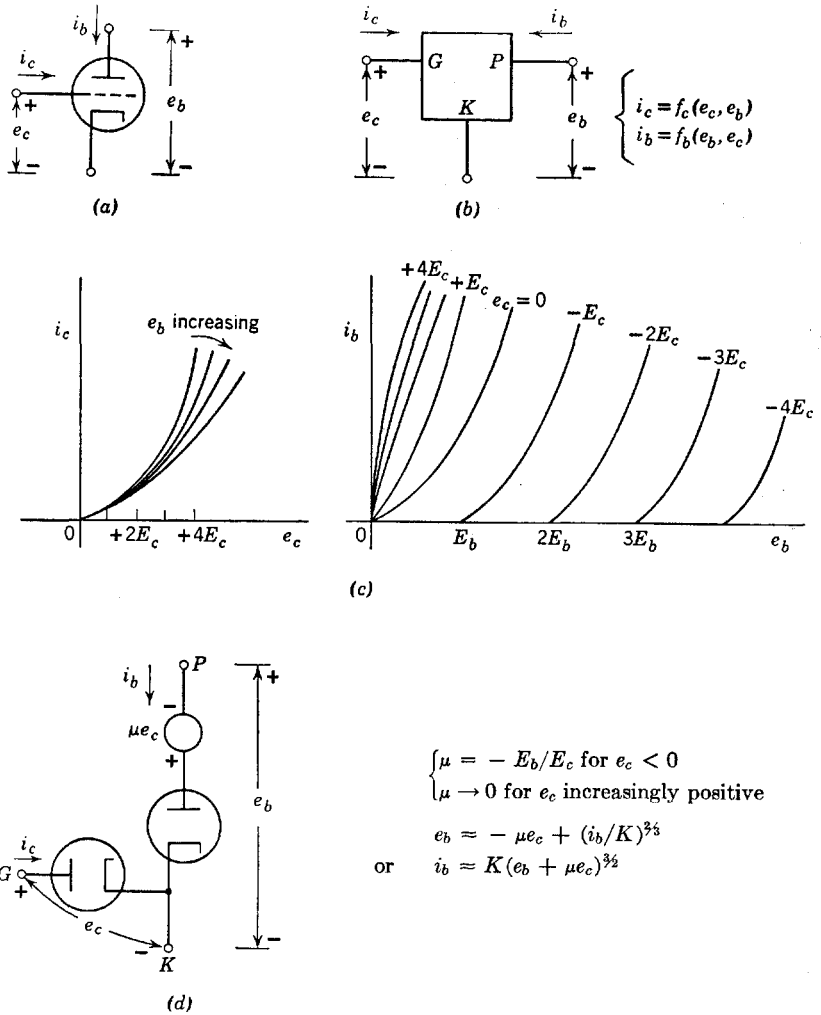 i_b
+
i_c
+
e_b
e_c
−
−
(a)
i_c
i_b
G
P
+
+
K
e_c
e_b
−
−
(b)
i_c = f_c(e_c, e_b)
i_b = f_b(e_b, e_c)
i_c
e_b increasing
0
+2E_c
+4E_c
e_c
i_b
+4E_c
+E_c
e_c = 0
−E_c
−2E_c
−3E_c
−4E_c
0
E_b
2E_b
3E_b
e_b
(c)
P
i_b
+
−
μe_c
+
e_b
i_c
G
+
e_c
−
K
−
(d)
μ = − E_b/E_c for e_c < 0
μ → 0 for e_c increasingly positive
e_b ≈ − μe_c + (i_b/K)^⅔
or i_b ≈ K(e_b + μe_c)^3/2